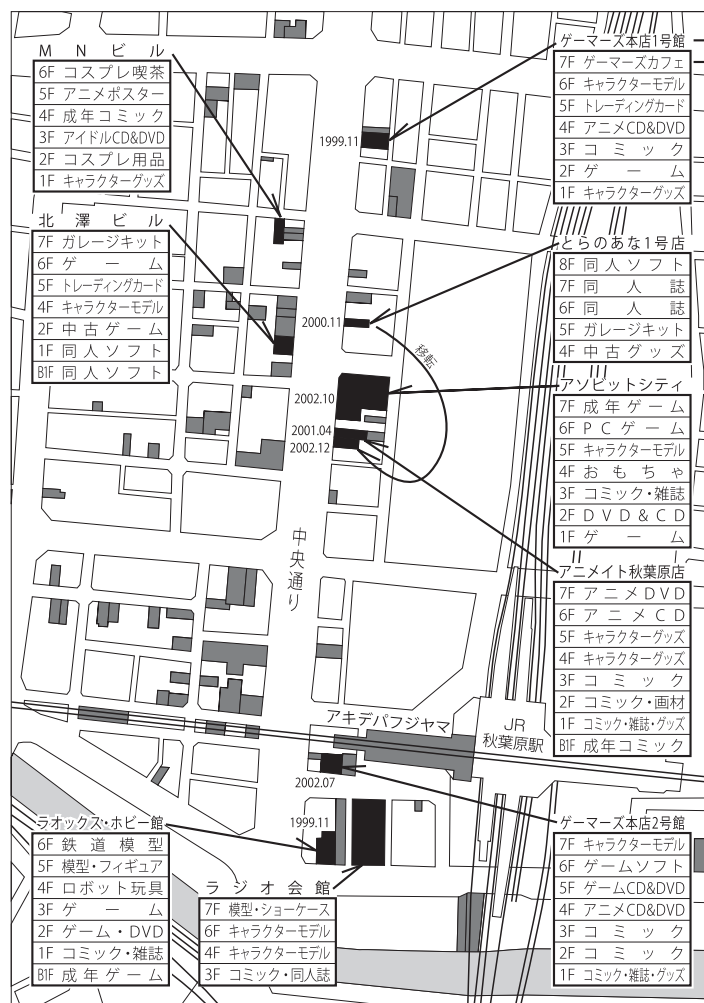 MNビル
6F コスプレ喫茶
5F アニメポスター
4F 成年コミック
3F アイドルCD&DVD
2F コスプレ用品
1F キャラクターグッズ
北澤ビル
7F ガレージキット
6F ゲーム
5F トレーディングカード
4F キャラクターモデル
2F 中古ゲーム
1F 同人ソフト
B1F 同人ソフト
ゲーマーズ本店1号館
7F ゲーマーズカフェ
6F キャラクターモデル
5F トレーディングカード
4F アニメCD&DVD
3F コミック
2F ゲーム
1F キャラクターグッズ
1999.11
とらのあな1号店
8F 同人ソフト
7F 同人誌
6F 同人誌
5F ガレージキット
4F 中古グッズ
2000.11
移転
アソビットシティ
7F 成年ゲーム
6F PCゲーム
5F キャラクターモデル
4F おもちゃ
3F コミック・雑誌
2F DVD&CD
1F ゲーム
2002.10
2001.04
2002.12
アニメイト秋葉原店
7F アニメDVD
6F アニメCD
5F キャラクターグッズ
4F キャラクターグッズ
3F コミック
2F コミック・画材
1F コミック・雑誌・グッズ
B1F 成年コミック
中央通り
アキデパフジヤマ
JR
秋葉原駅
2002.07
1999.11
ラオックス・ホビー館
6F 鉄道模型
5F 模型・フィギュア
4F ロボット玩具
3F ゲーム
2F ゲーム・DVD
1F コミック・雑誌
B1F 成年ゲーム
ラジオ会館
7F 模型・ショーケース
6F キャラクターモデル
4F キャラクターモデル
3F コミック・同人誌
ゲーマーズ本店2号館
7F キャラクターモデル
6F ゲームソフト
5F ゲームCD&DVD
4F アニメCD&DVD
3F コミック
2F コミック
1F コミック・雑誌・グッズ